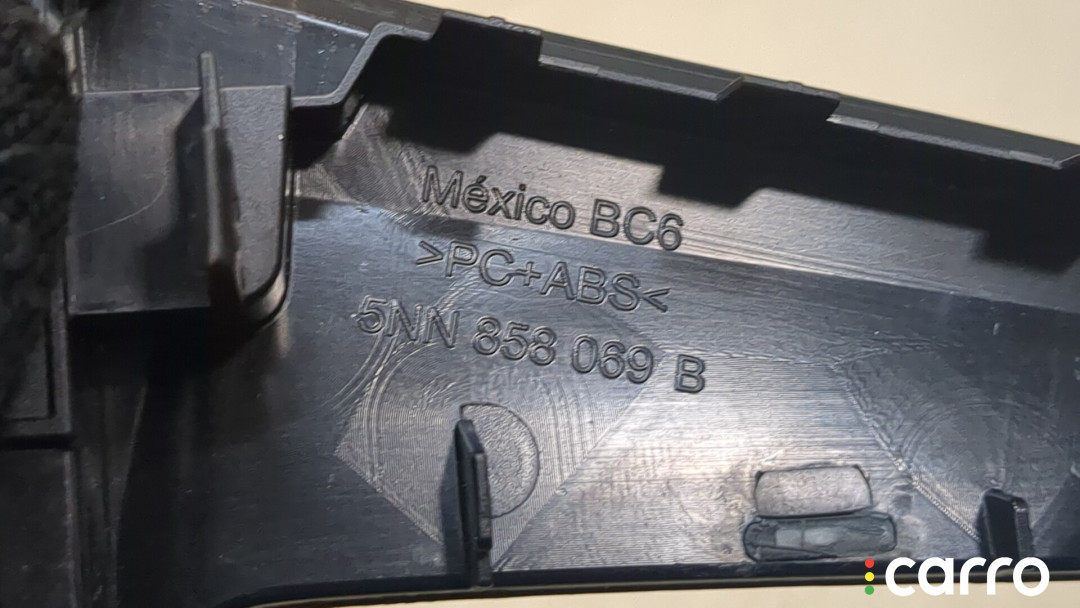 México BC6
>PC+ABS<
5NN 858 069 B
carro